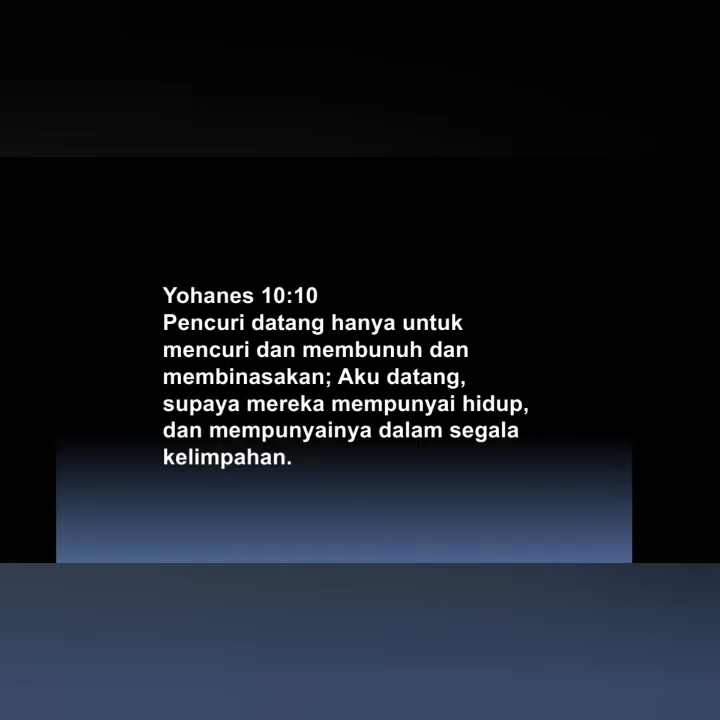 Yohanes 10:10
Pencuri datang hanya untuk
mencuri dan membunuh dan
membinasakan; Aku datang,
supaya mereka mempunyai hidup,
dan mempunyainya dalam segala
kelimpahan.